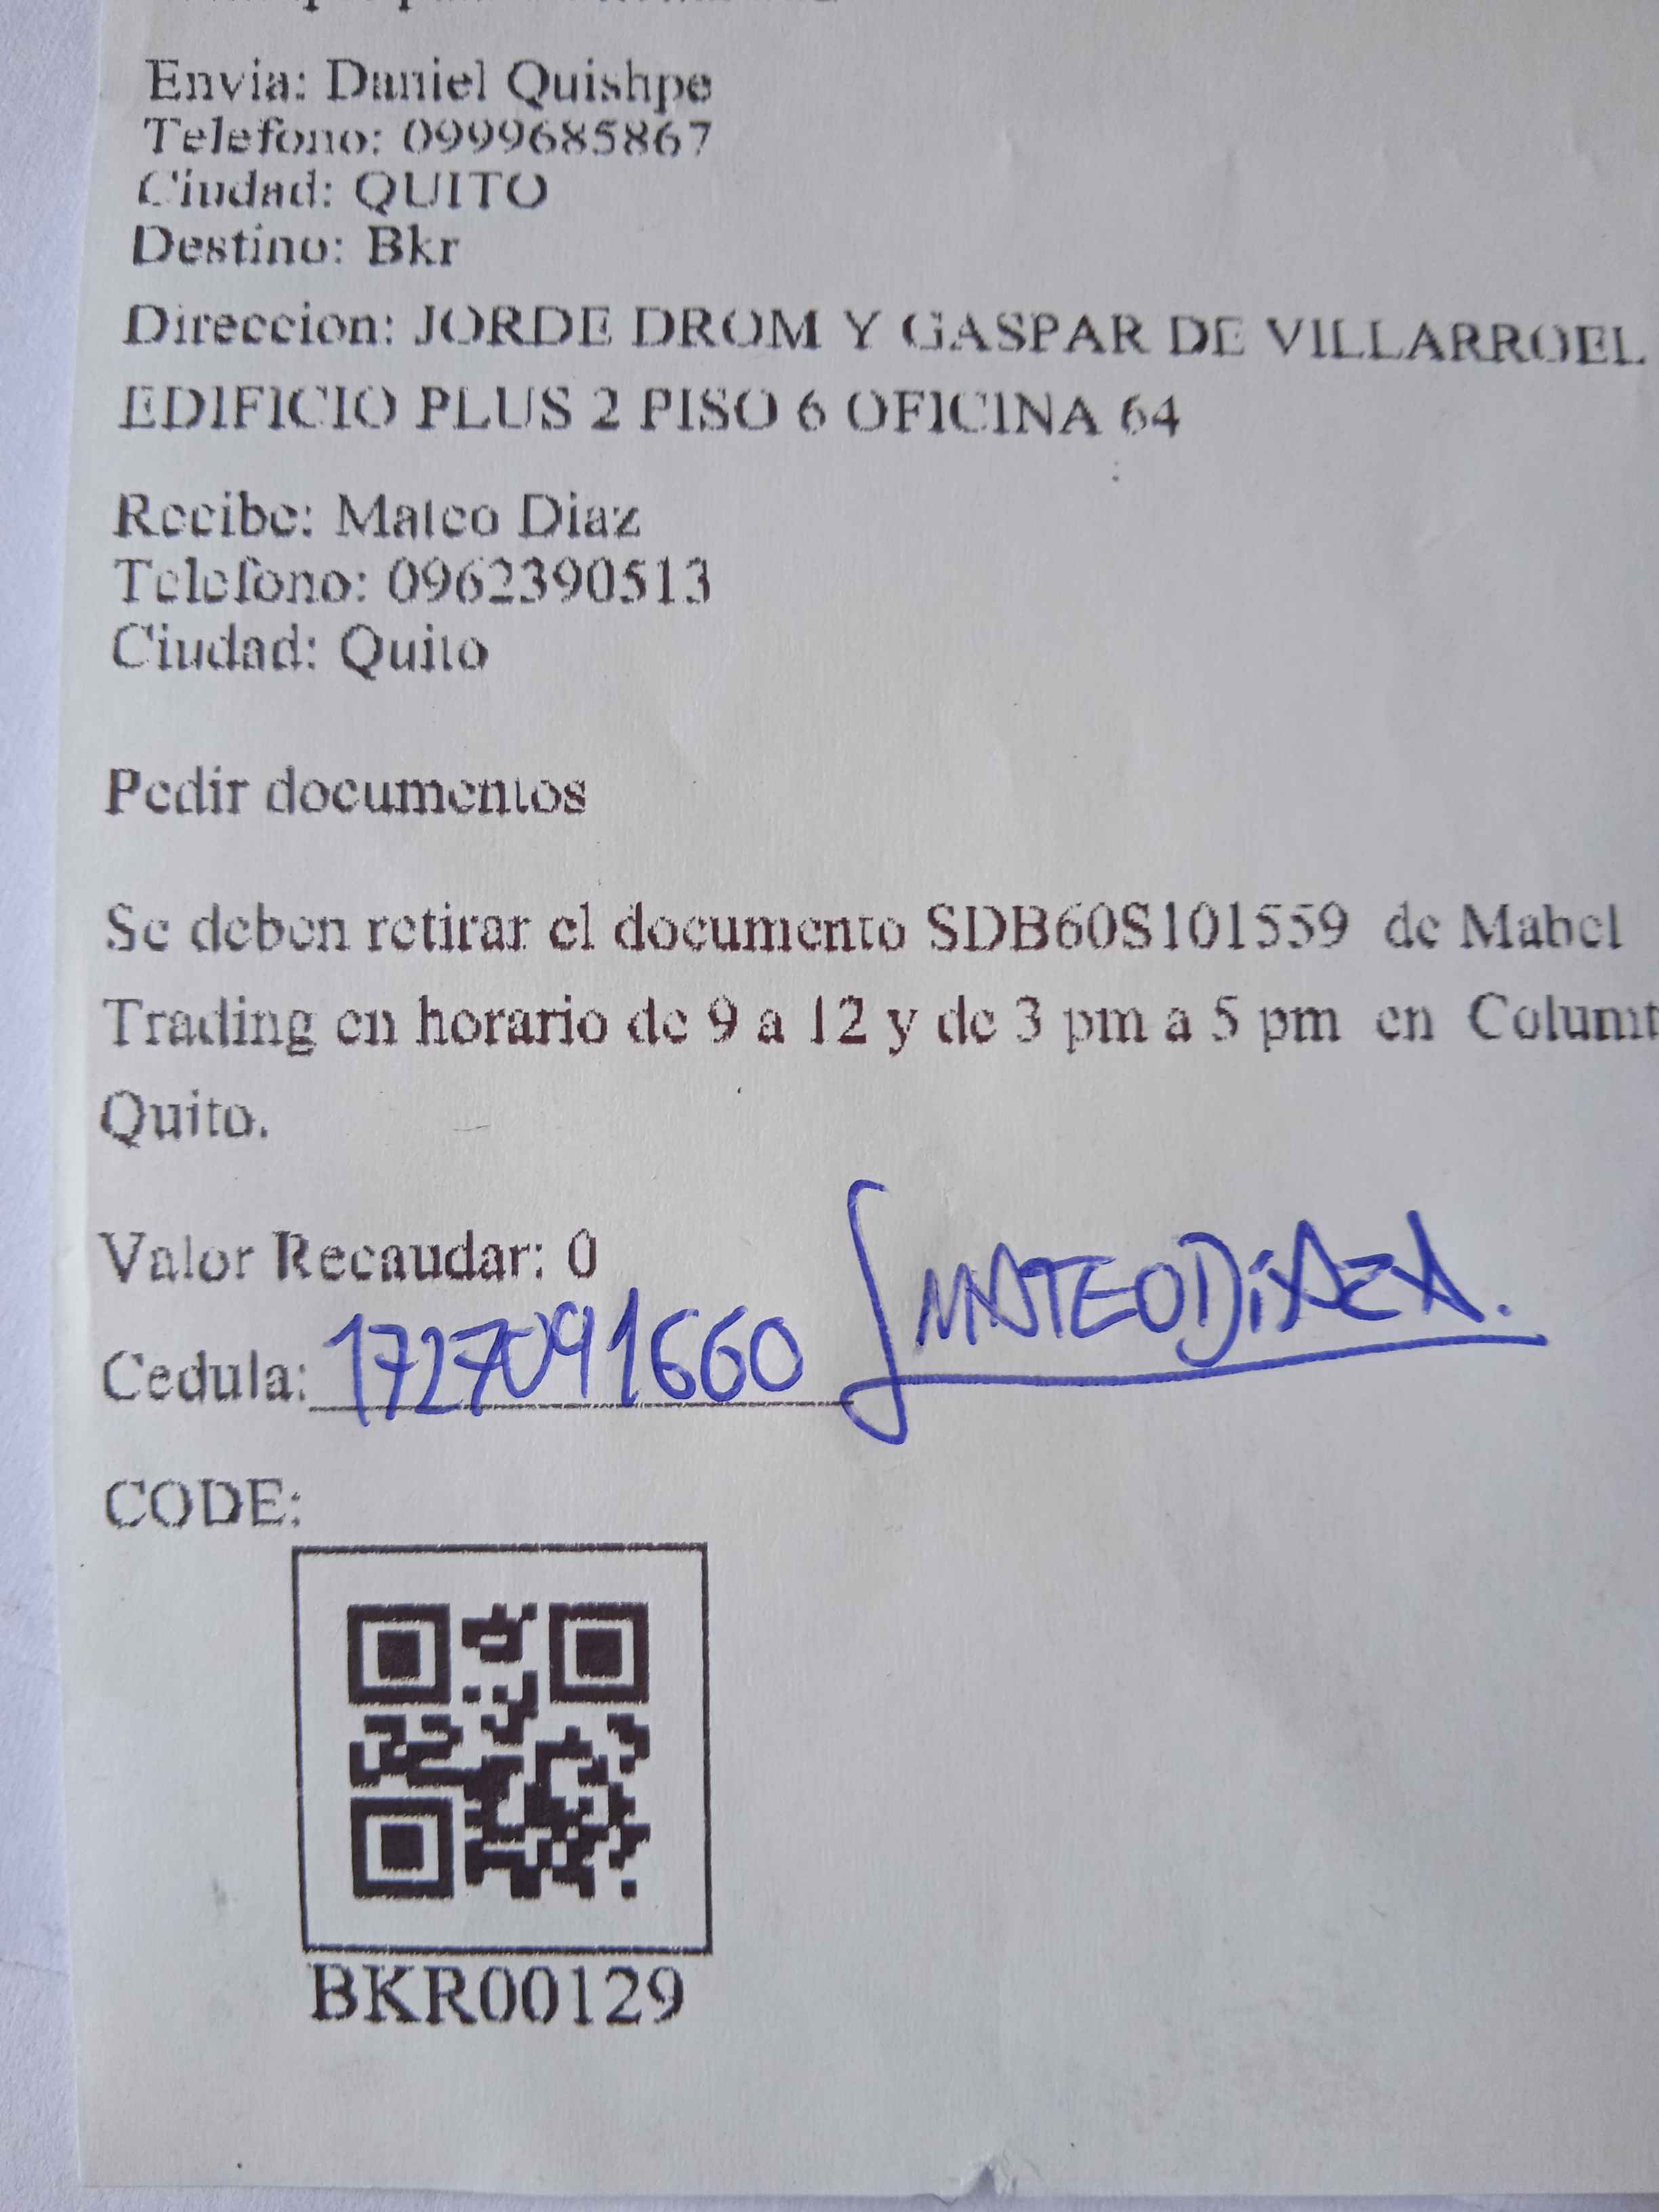 Envia: Daniel Quishpe
Telefono: 0999685867
Ciudad: QUITO
Destino: Bkr
Direccion: JORDE DROM Y GASPAR DE VILLARROEL
EDIFICIO PLUS 2 PISO 6 OFICINA 64
Recibe: Mateo Diaz
Telefono: 0962390513
Ciudad: Quito
Pedir documentos
Se deben retirar el documento SDB60S101559 de Mabel
Trading en horario de 9 a 12 y de 3 pm a 5 pm en
Quito.
Valor Recaudar: 0
Cedula: 1727091660 MATEO DiAZ A.
CODE:
BKR00129